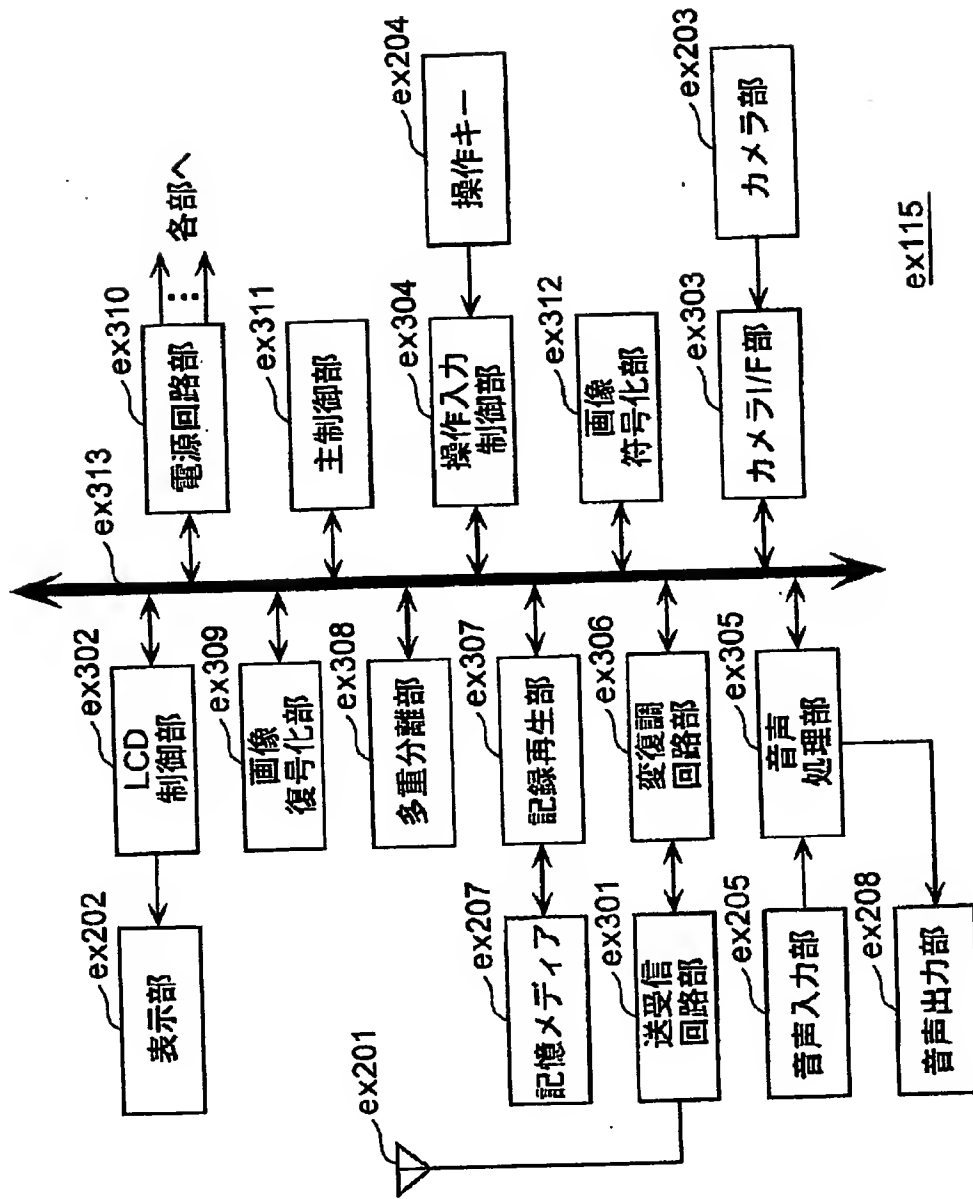 ex310
電源回路部
各部へ
ex311
主制御部
ex304
操作入力
制御部
ex204
操作キー
ex312
画像
符号化部
ex303
カメラI/F部
ex203
カメラ部
ex313
ex302
LCD
制御部
ex202
表示部
ex309
画像
復号化部
ex308
多重分離部
ex307
記録再生部
ex207
記憶メディア
ex306
変復調
回路部
ex301
送受信
回路部
ex201
ex305
音声
処理部
ex205
音声入力部
ex208
音声出力部
ex115